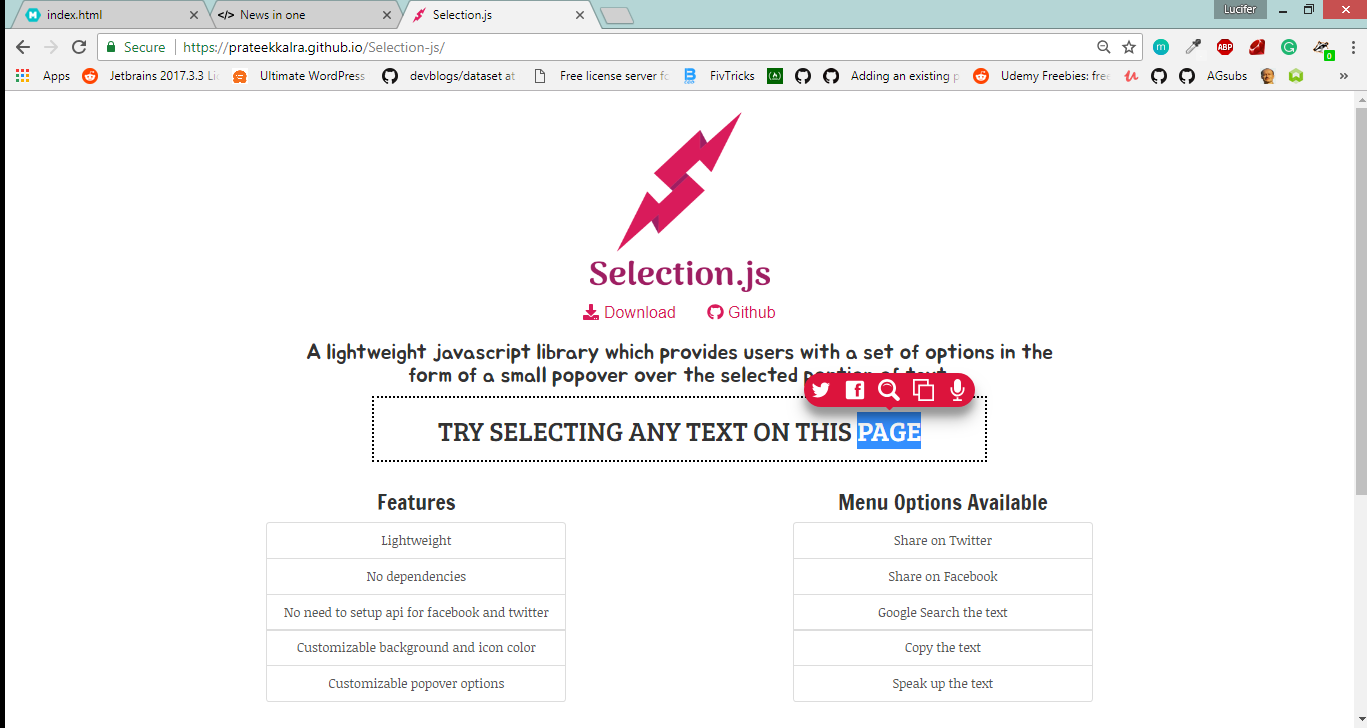 index.html
News in one
Selection.js
Lucifer
Secure https://prateekkalra.github.io/Selection-js/
m ABP G 0
Apps Jetbrains 2017.3.3 Ultimate WordPress devblogs/dataset at Free license server FivTricks Adding an existing Udemy Freebies: AGsubs »
Selection.js
Download Github
A lightweight javascript library which provides users with a set of options in the
form of a small popover over the selected portion of text
TRY SELECTING ANY TEXT ON THIS PAGE
Features
Lightweight
No dependencies
No need to setup api for facebook and twitter
Customizable background and icon color
Customizable popover options
Menu Options Available
Share on Twitter
Share on Facebook
Google Search the text
Copy the text
Speak up the text